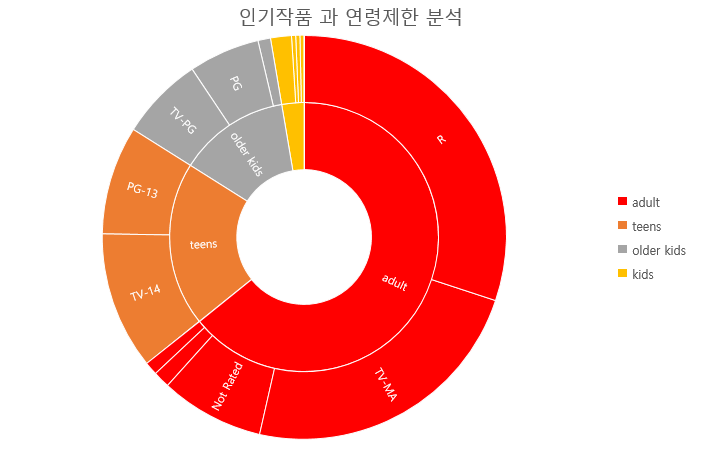 인기작품 과 연령제한 분석
R
TV-MA
Not Rated
TV-14
PG-13
TV-PG
PG
adult
teens
older kids
adult
teens
older kids
kids